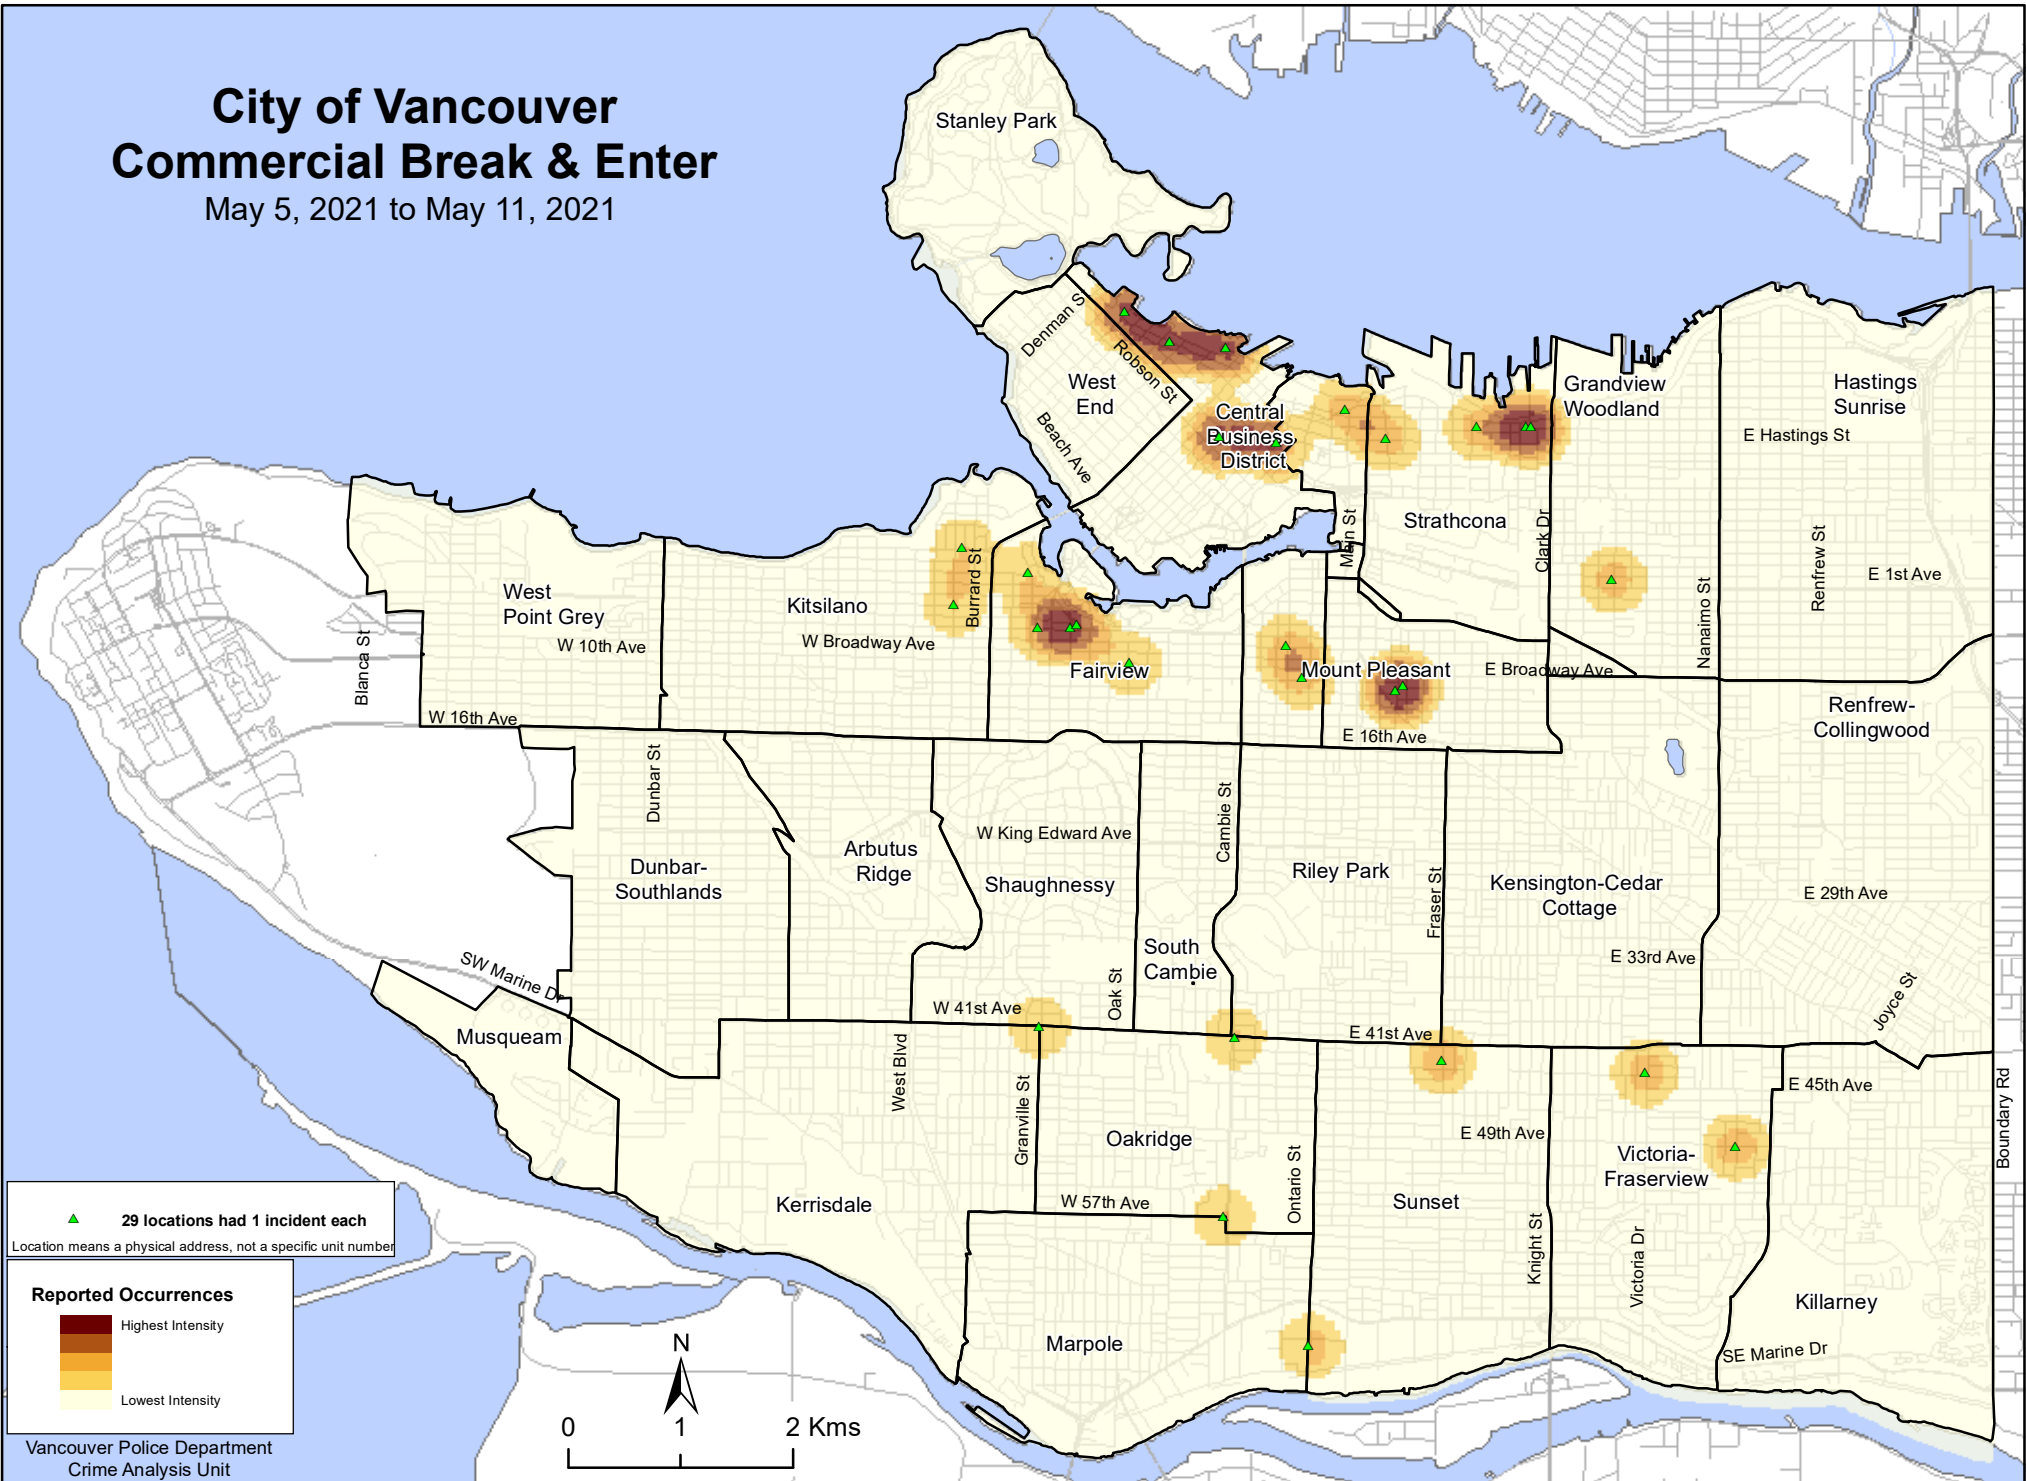 City of Vancouver
Commercial Break & Enter
May 5, 2021 to May 11, 2021
Stanley Park
Denman S
Robson St
West
End
Beach Ave
Central
Business
District
Grandview
Woodland
Hastings
Sunrise
E Hastings St
Strathcona
Main St
Clark Dr
Nanaimo St
Renfrew St
E 1st Ave
West
Point Grey
W 10th Ave
Blanca St
W 16th Ave
Kitsilano
W Broadway Ave
Burrard St
Fairview
Mount Pleasant
E Broadway Ave
E 16th Ave
Renfrew-
Collingwood
Dunbar St
Dunbar-
Southlands
Arbutus
Ridge
W King Edward Ave
Shaughnessy
Cambie St
South
Cambie
Oak St
Riley Park
Fraser St
Kensington-Cedar
Cottage
E 29th Ave
E 33rd Ave
Joyce St
SW Marine Dr
Musqueam
W 41st Ave
E 41st Ave
West Blvd
Granville St
E 45th Ave
Boundary Rd
Oakridge
Ontario St
E 49th Ave
Victoria-
Fraserview
Kerrisdale
W 57th Ave
Sunset
Knight St
Victoria Dr
Killarney
SE Marine Dr
Marpole
29 locations had 1 incident each
Location means a physical address, not a specific unit number
Reported Occurrences
Highest Intensity
Lowest Intensity
Vancouver Police Department
Crime Analysis Unit
N
0 1 2 Kms